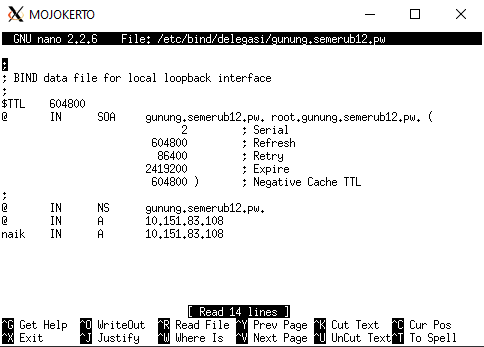 MOJOKERTO
GNU nano 2.2.6 File: /etc/bind/delegasi/gunung.semerub12.pw
;
; BIND data file for local loopback interface
;
$TTL 604800
@ IN SOA gunung.semerub12.pw. root.gunung.semerub12.pw. (
2 ; Serial
604800 ; Refresh
86400 ; Retry
2419200 ; Expire
604800 ) ; Negative Cache TTL
;
@ IN NS gunung.semerub12.pw.
@ IN A 10.151.83.108
naik IN A 10.151.83.108
[ Read 14 lines ]
^G Get Help ^O WriteOut ^R Read File ^Y Prev Page ^K Cut Text ^C Cur Pos
^X Exit ^J Justify ^W Where Is ^V Next Page ^U UnCut Text ^T To Spell